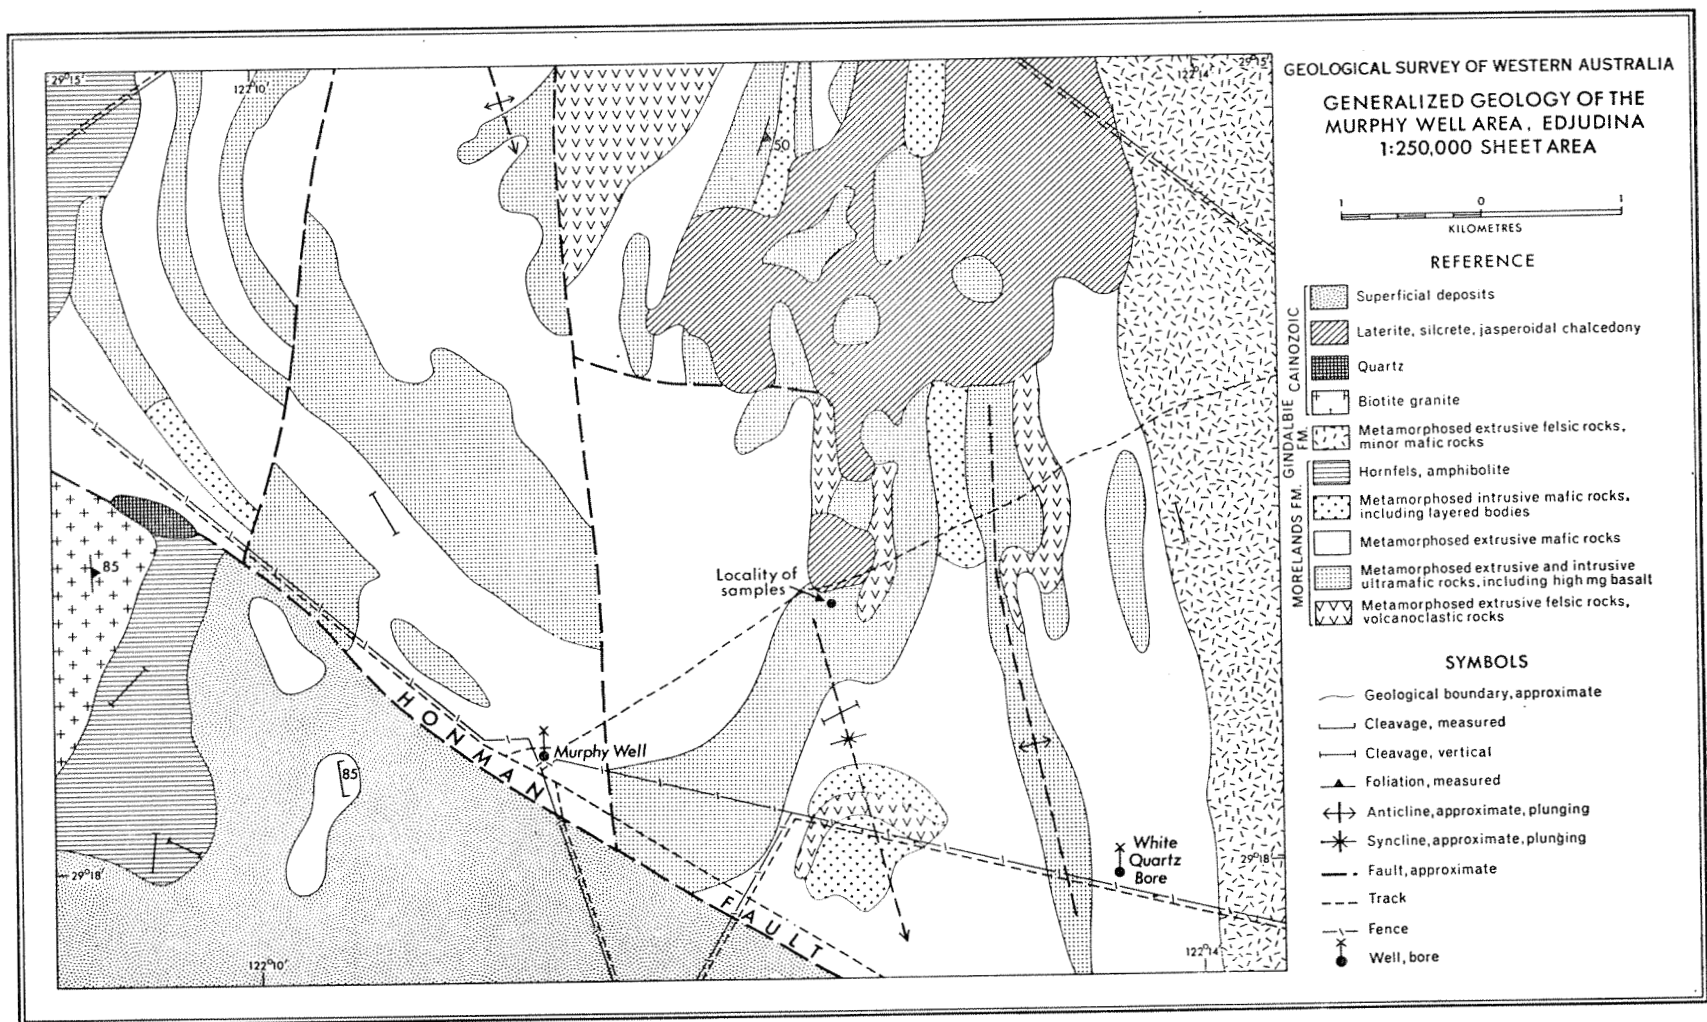 29°15'
122°10'
122°14'
29°15'
50
85
Locality of
samples
HONMAN FAULT
Murphy Well
85
White
Quartz
Bore
29°18'
29°18'
122°10'
122°14'
GEOLOGICAL SURVEY OF WESTERN AUSTRALIA
GENERALIZED GEOLOGY OF THE
MURPHY WELL AREA, EDJUDINA
1:250,000 SHEET AREA
1 0 1
KILOMETRES
REFERENCE
CAINOZOIC
Superficial deposits
Laterite, silcrete, jasperoidal chalcedony
Quartz
Biotite granite
GINDALBIE
FM.
Metamorphosed extrusive felsic rocks,
minor mafic rocks
MORELANDS FM.
Hornfels, amphibolite
Metamorphosed intrusive mafic rocks,
including layered bodies
Metamorphosed extrusive mafic rocks
Metamorphosed extrusive and intrusive
ultramafic rocks, including high mg basalt
Metamorphosed extrusive felsic rocks,
volcanoclastic rocks
SYMBOLS
Geological boundary, approximate
Cleavage, measured
Cleavage, vertical
Foliation, measured
Anticline, approximate, plunging
Syncline, approximate, plunging
Fault, approximate
Track
Fence
Well, bore